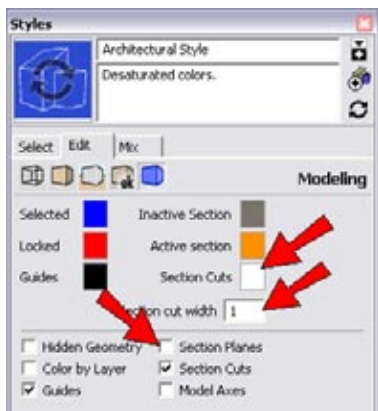 Styles
Architectural Style
Desaturated colors.
Select Edit Mix
Modeling
Selected Inactive Section
Locked Active section
Guides Section Cuts
cut width 1
Hidden Geometry Section Planes
Color by Layer Section Cuts
Guides Model Axes